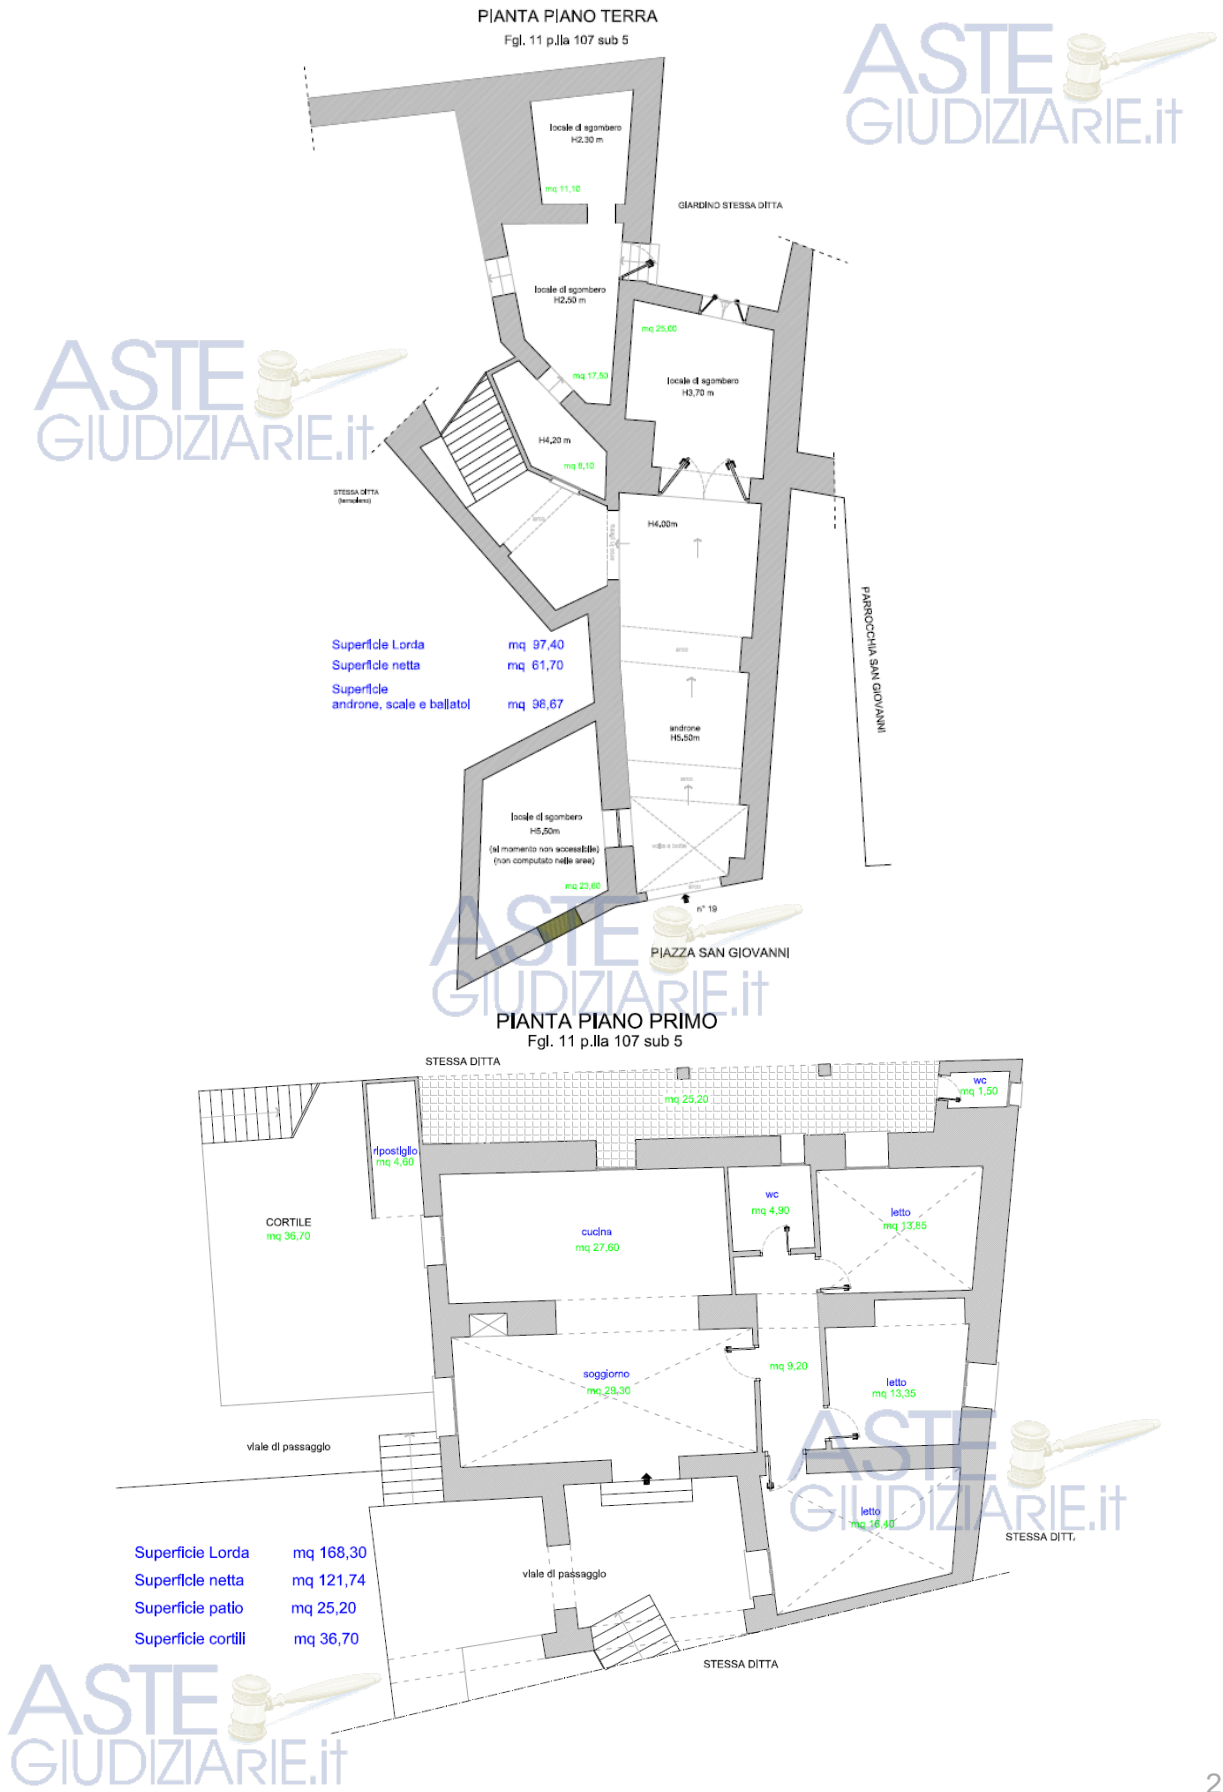 PIANTA PIANO TERRA
Fgl. 11 p.lla 107 sub 5
ASTE
GIUDIZIARIE.it
locale di sgombero
H2.30 m
mq 11,10
GIARDINO STESSA DITTA
locale di sgombero
H2.50 m
mq 17,50
mq 25,00
locale di sgombero
H3,70 m
ASTE
GIUDIZIARIE.it
H4,20 m
mq 8,10
STESSA DITTA
(terrapieno)
arco
H4,00m
PARROCCHIA SAN GIOVANNI
Superficie Lorda mq 97,40
Superficie netta mq 61,70
Superficie
androne, scale e ballatoi mq 98,67
arco
androne
H5.50m
arco
locale di sgombero
H5,50m
(al momento non accessibile)
(non computato nelle aree)
mq 23,60
volta a botte
arco
n° 19
PIAZZA SAN GIOVANNI
ASTE
GIUDIZIARIE.it
PIANTA PIANO PRIMO
Fgl. 11 p.lla 107 sub 5
STESSA DITTA
wc
mq 1,50
mq 25,20
ripostiglio
mq 4,60
CORTILE
mq 36,70
cucina
mq 27,60
wc
mq 4,90
letto
mq 13,85
soggiorno
mq 29,30
mq 9,20
letto
mq 13,35
viale di passaggio
ASTE
GIUDIZIARIE.it
letto
mq 16,40
STESSA DITT.
viale di passaggio
Superficie Lorda mq 168,30
Superficie netta mq 121,74
Superficie patio mq 25,20
Superficie cortili mq 36,70
STESSA DITTA
ASTE
GIUDIZIARIE.it
2